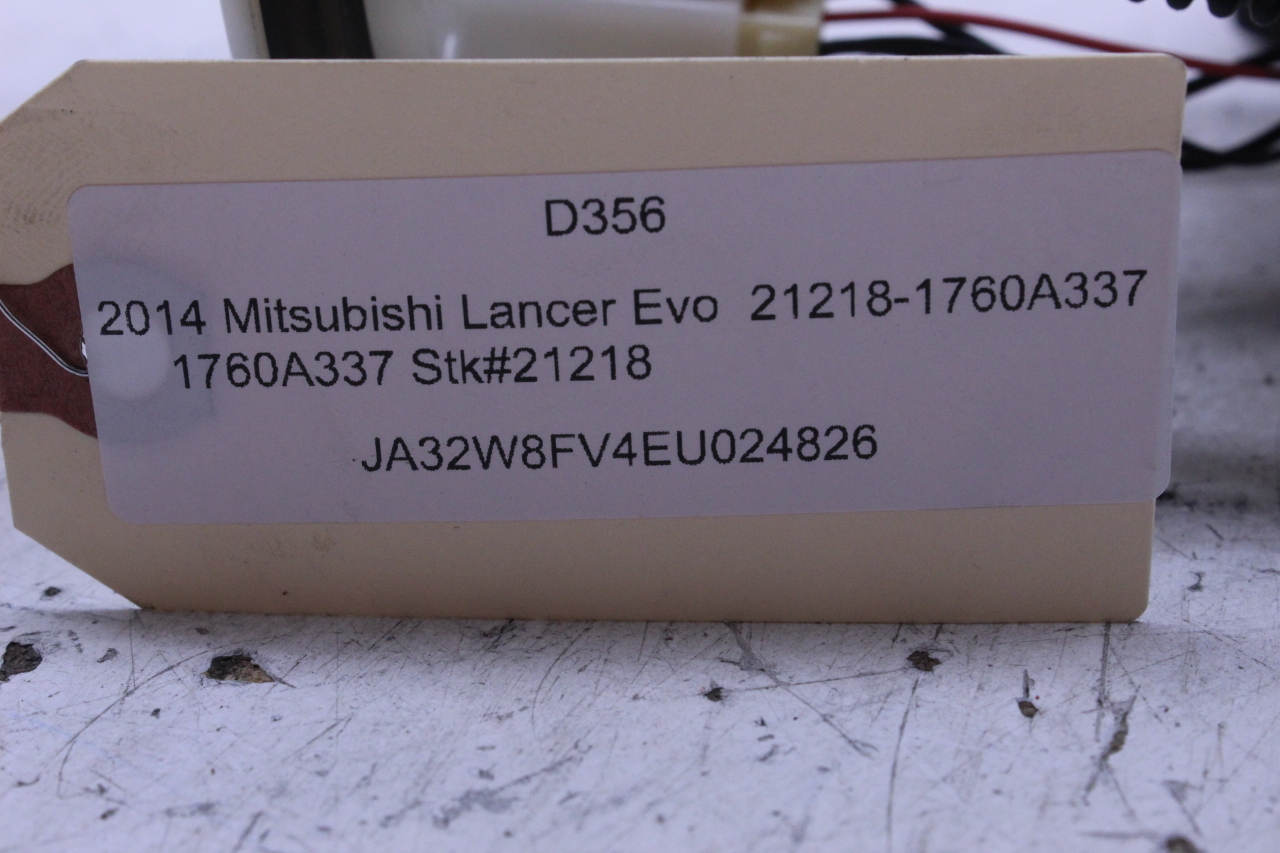 D356
2014 Mitsubishi Lancer Evo 21218-1760A337
1760A337 Stk#21218
JA32W8FV4EU024826